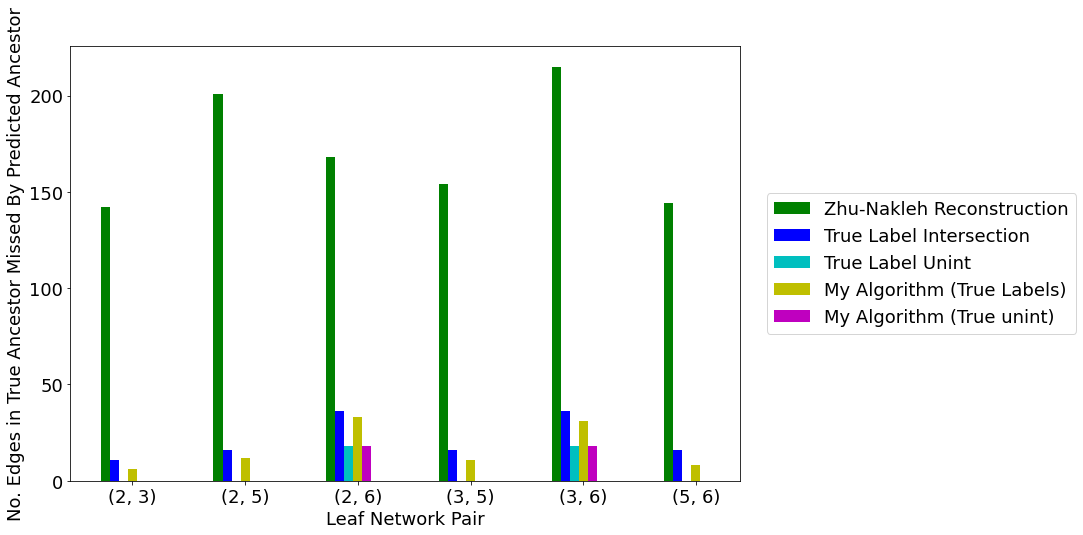 No. Edges in True Ancestor Missed By Predicted Ancestor
200
150
100
50
0
(2, 3)
(2, 5)
(2, 6)
(3, 5)
(3, 6)
(5, 6)
Leaf Network Pair
Zhu-Nakleh Reconstruction
True Label Intersection
True Label Unint
My Algorithm (True Labels)
My Algorithm (True unint)